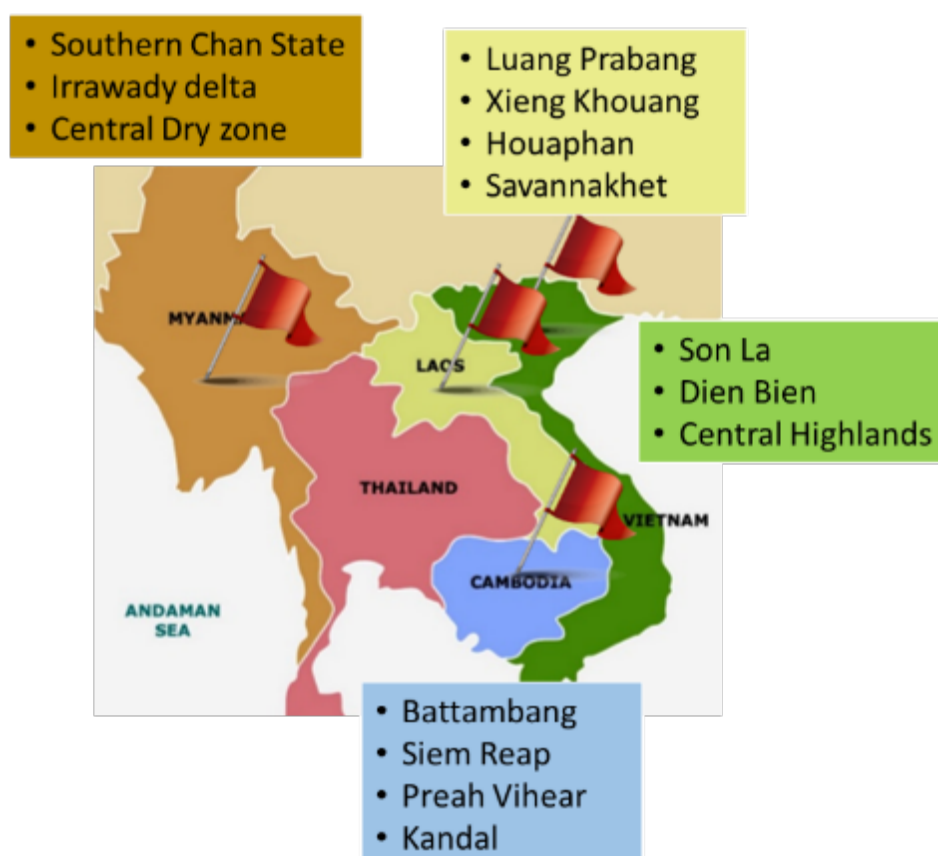 • Southern Chan State
• Irrawady delta
• Central Dry zone
• Luang Prabang
• Xieng Khouang
• Houaphan
• Savannakhet
MYANMA
LAOS
• Son La
• Dien Bien
• Central Highlands
THAILAND
VIETNAM
CAMBODIA
ANDAMAN
SEA
• Battambang
• Siem Reap
• Preah Vihear
• Kandal